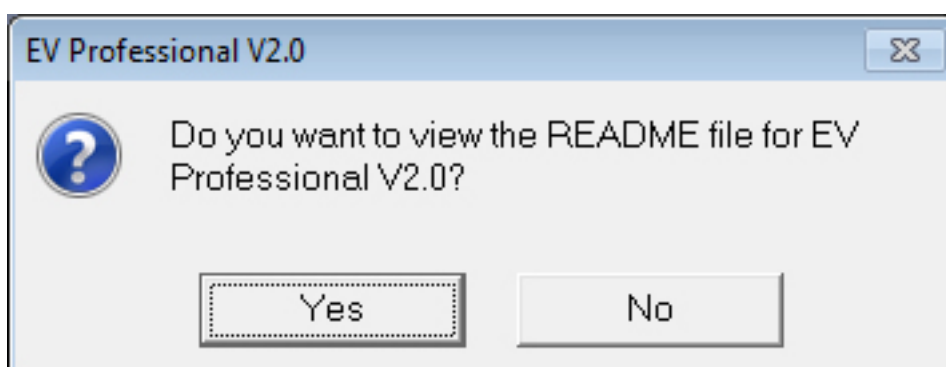 EV Professional V2.0
Do you want to view the README file for EV
Professional V2.0?
Yes
No